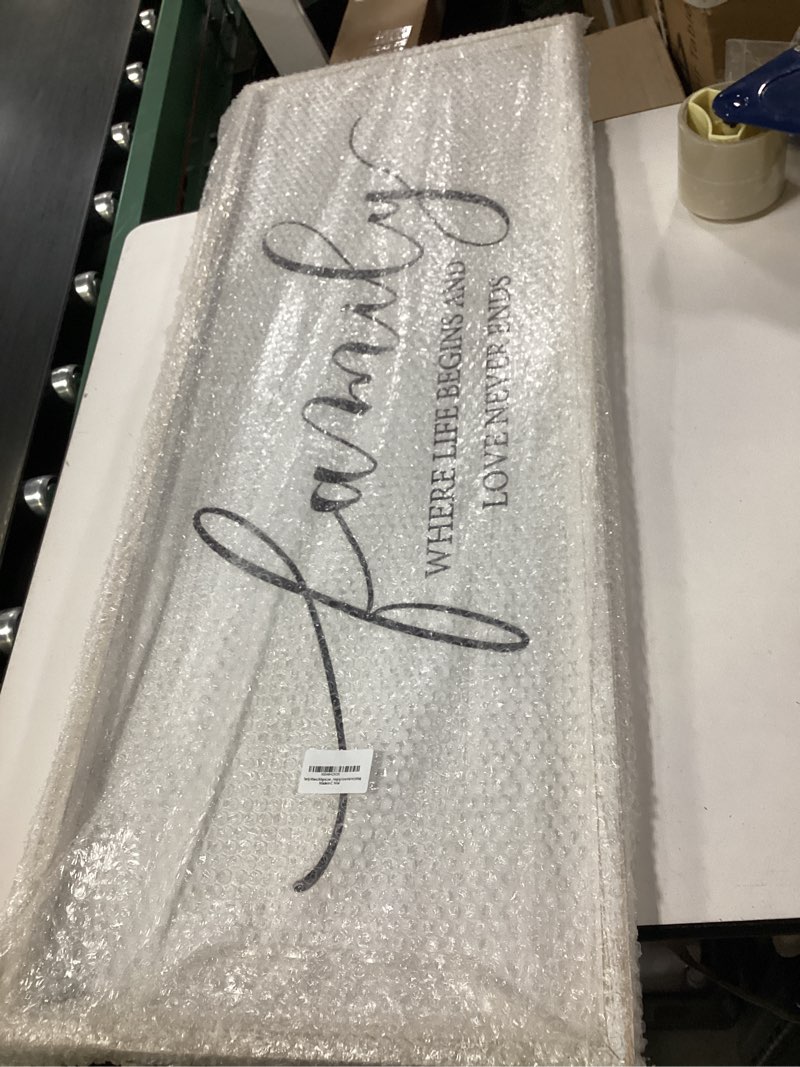 family
WHERE LIFE BEGINS AND
LOVE NEVER ENDS